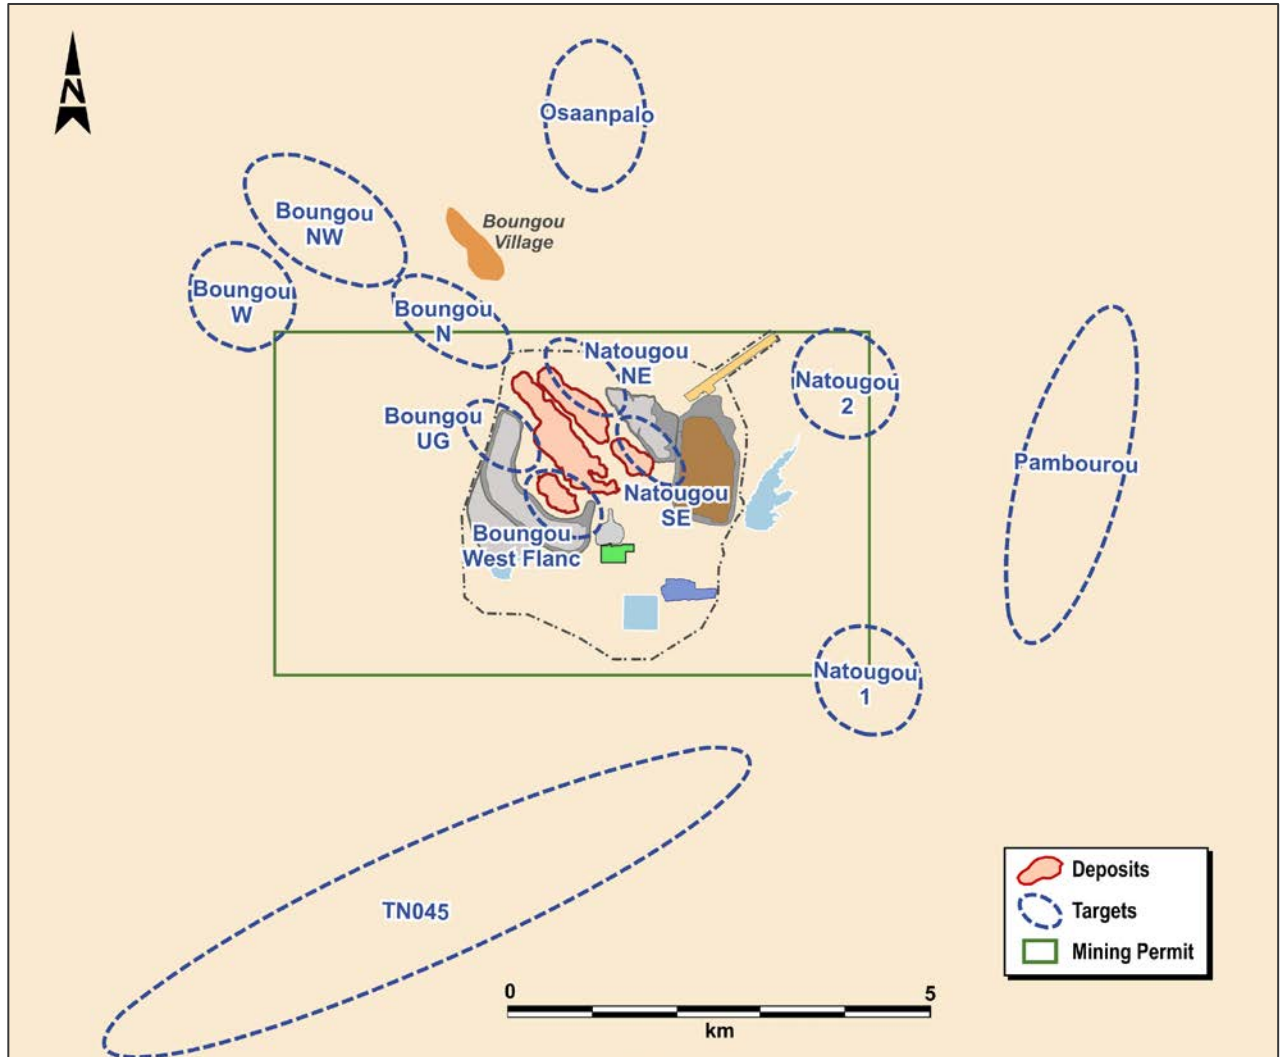 N
Osaanpalo
Boungou
NW
Boungou
Village
Boungou
W
Boungou
N
Natougou
NE
Natougou
2
Boungou
UG
Pambourou
Natougou
SE
Boungou
West Flanc
Natougou
1
TN045
Deposits
Targets
Mining Permit
0 5
km